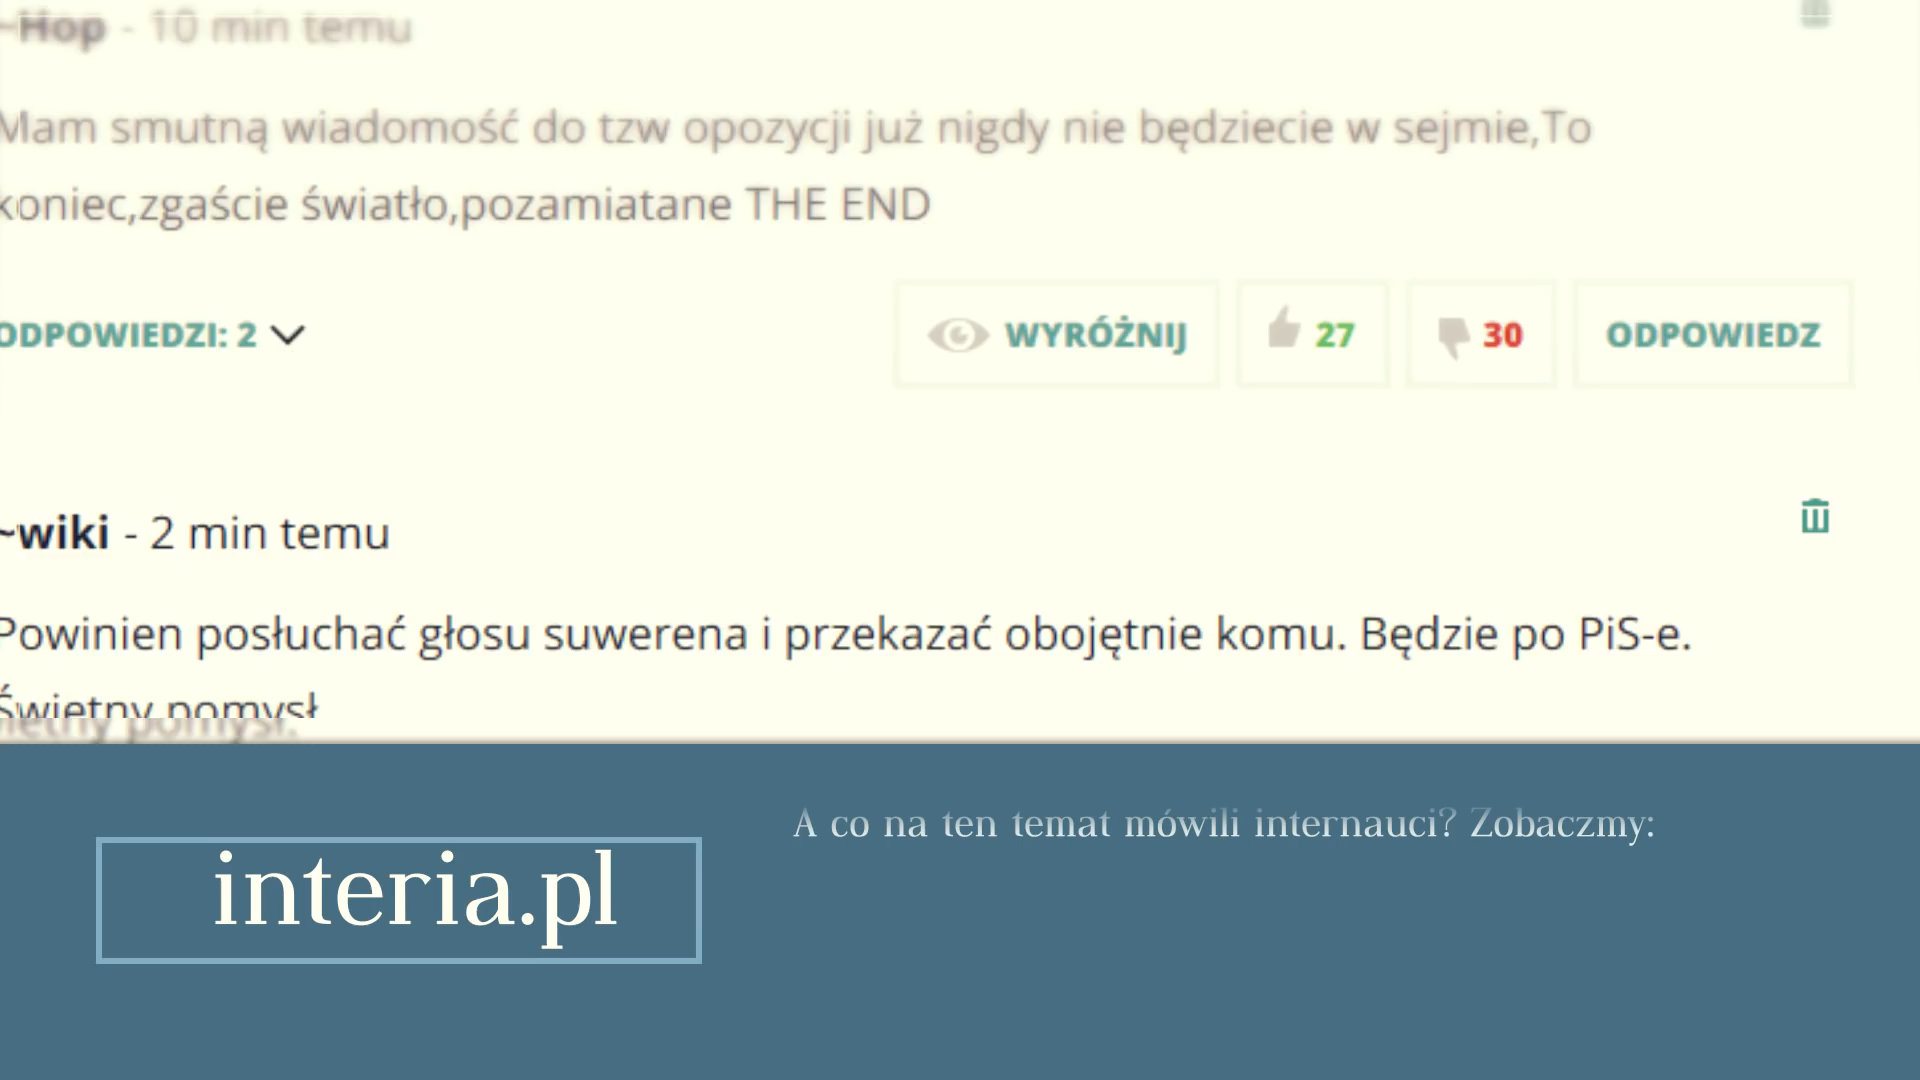 ~Hop - 10 min temu
Mam smutną wiadomość do tzw opozycji już nigdy nie będziecie w sejmie,To
koniec,zgaście światło,pozamiatane THE END
ODPOWIEDZI: 2
WYRÓŻNIJ
27
30
ODPOWIEDZ
~wiki - 2 min temu
Powinien posłuchać głosu suwerena i przekazać obojętnie komu. Będzie po PiS-e.
Świetny pomysł.
A co na ten temat mówili internauci? Zobaczmy:
interia.pl